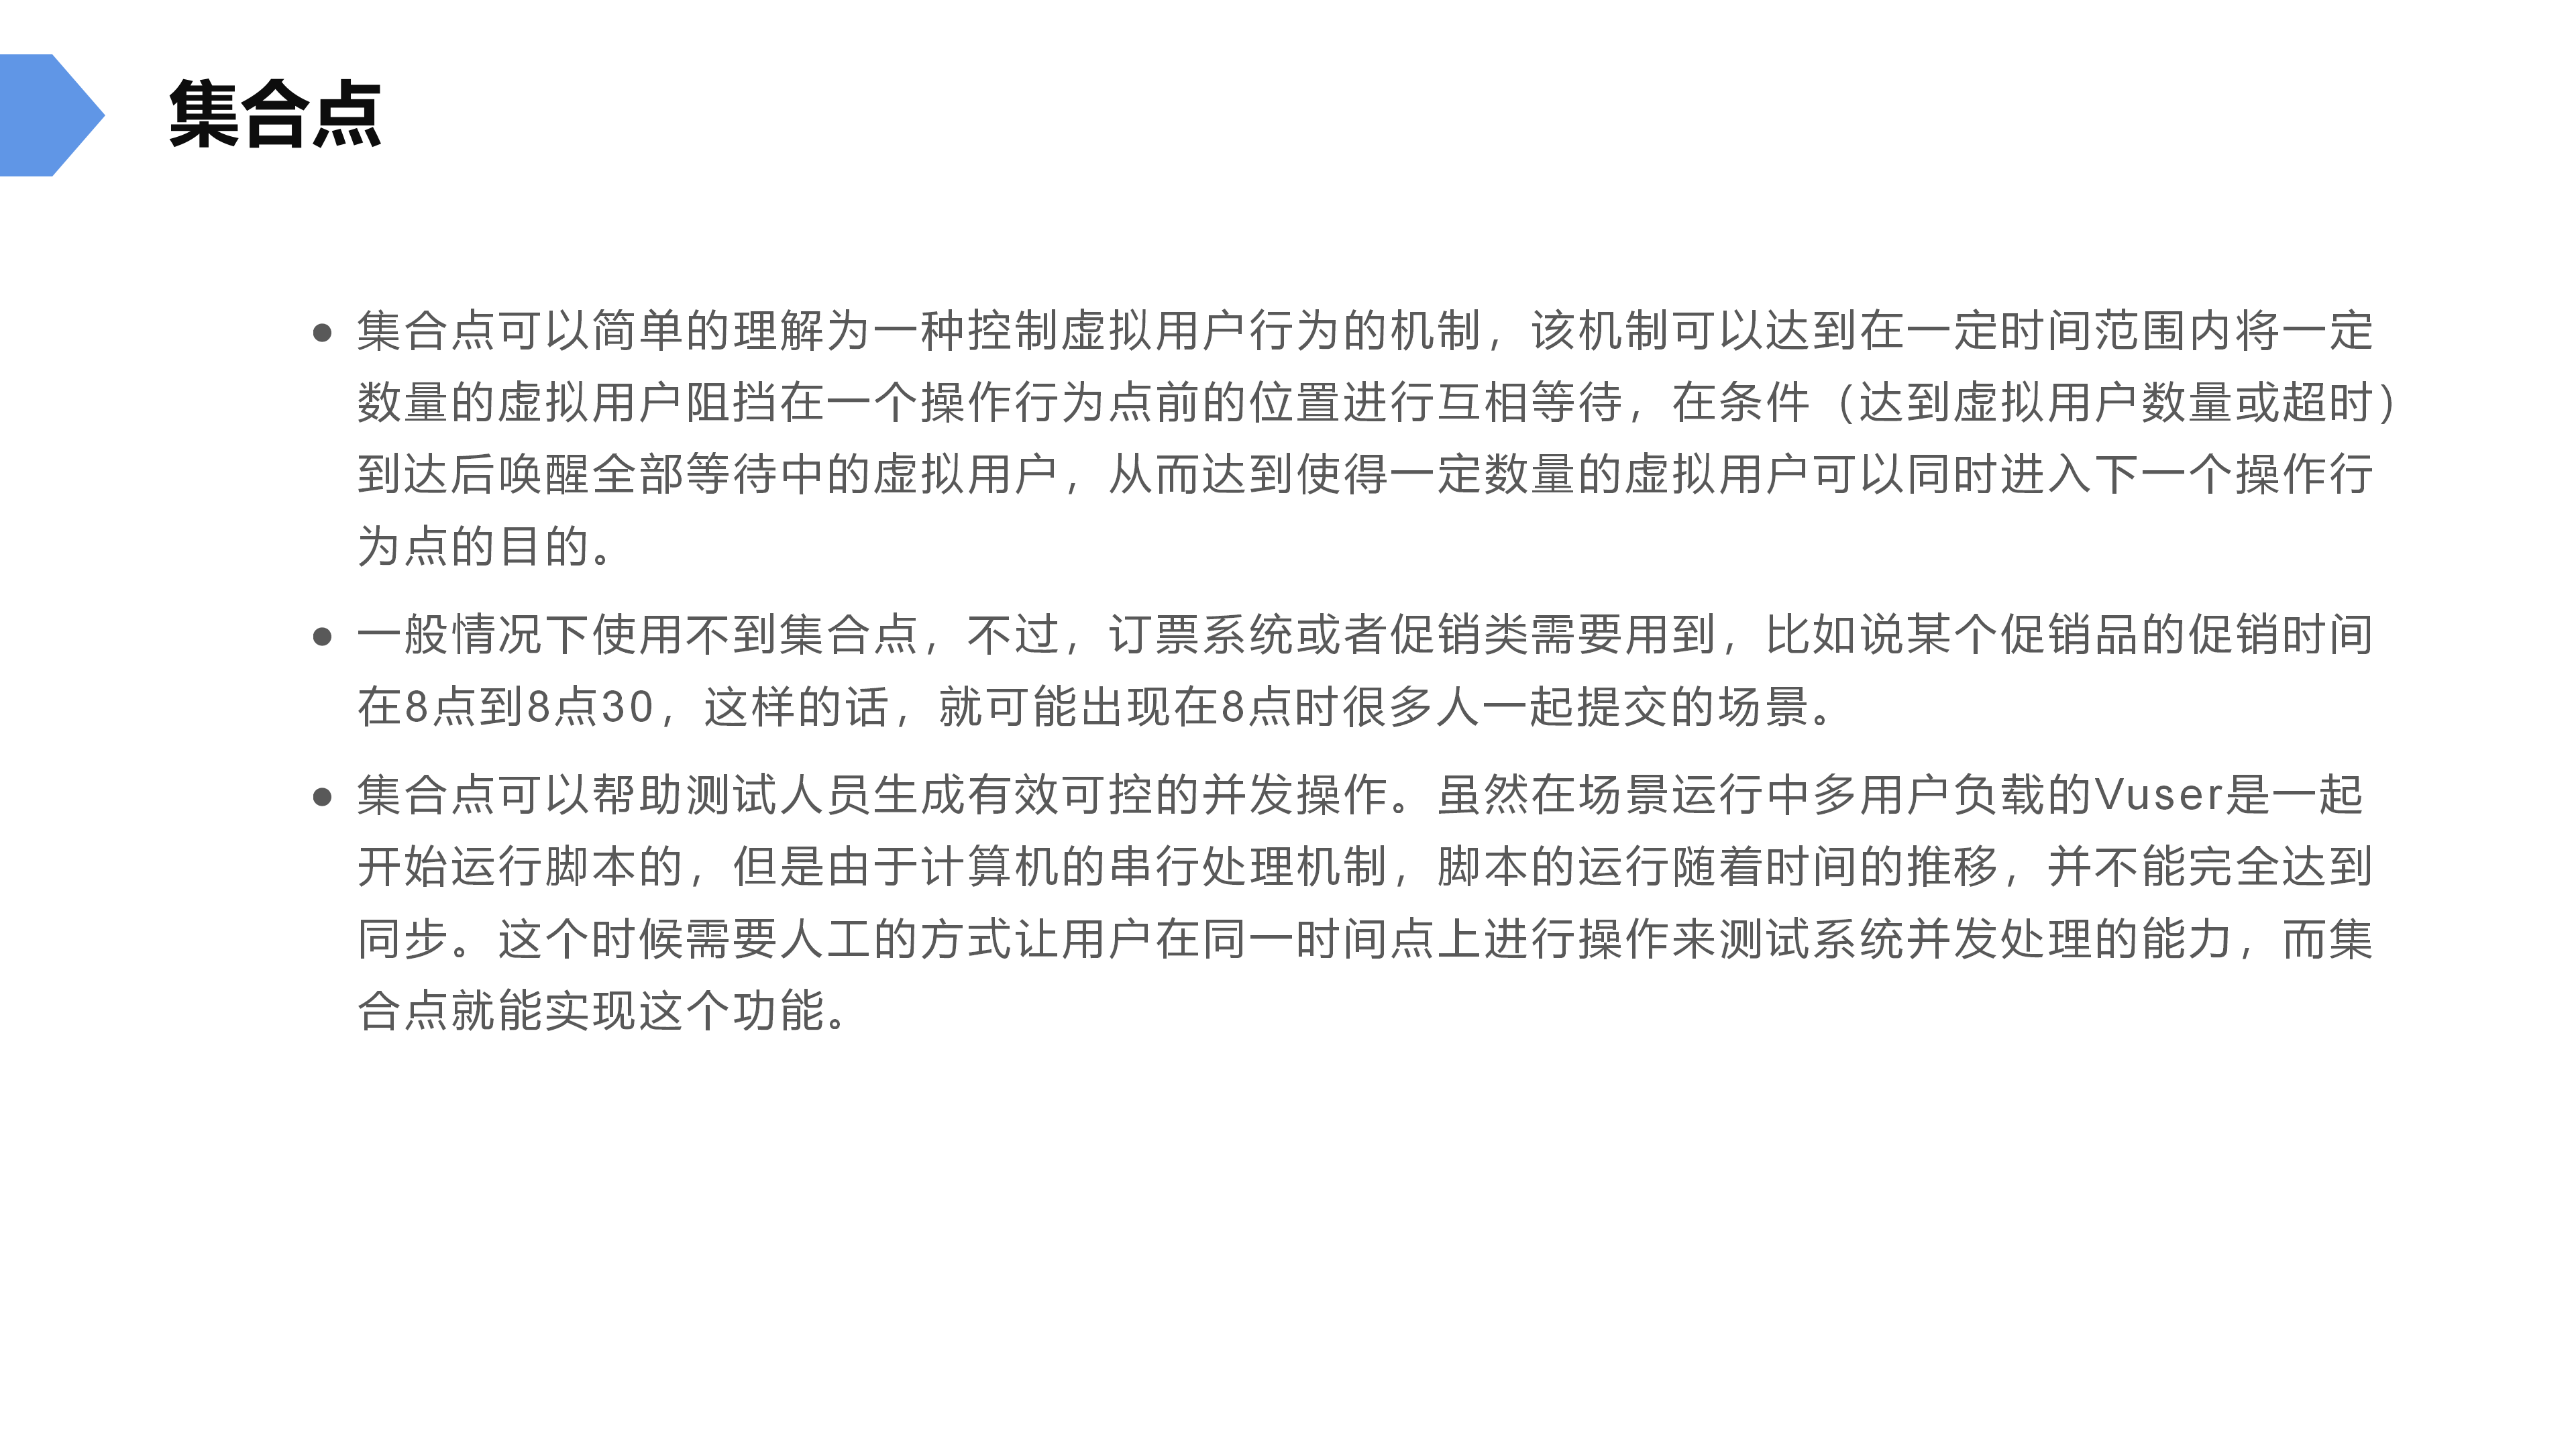 集合点
● 集合点可以简单的理解为一种控制虚拟用户行为的机制，该机制可以达到在一定时间范围内将一定
数量的虚拟用户阻挡在一个操作行为点前的位置进行互相等待，在条件（达到虚拟用户数量或超时）
到达后唤醒全部等待中的虚拟用户，从而达到使得一定数量的虚拟用户可以同时进入下一个操作行
为点的目的。
● 一般情况下使用不到集合点，不过，订票系统或者促销类需要用到，比如说某个促销品的促销时间
在8点到8点30，这样的话，就可能出现在8点时很多人一起提交的场景。
● 集合点可以帮助测试人员生成有效可控的并发操作。虽然在场景运行中多用户负载的Vuser是一起
开始运行脚本的，但是由于计算机的串行处理机制，脚本的运行随着时间的推移，并不能完全达到
同步。这个时候需要人工的方式让用户在同一时间点上进行操作来测试系统并发处理的能力，而集
合点就能实现这个功能。